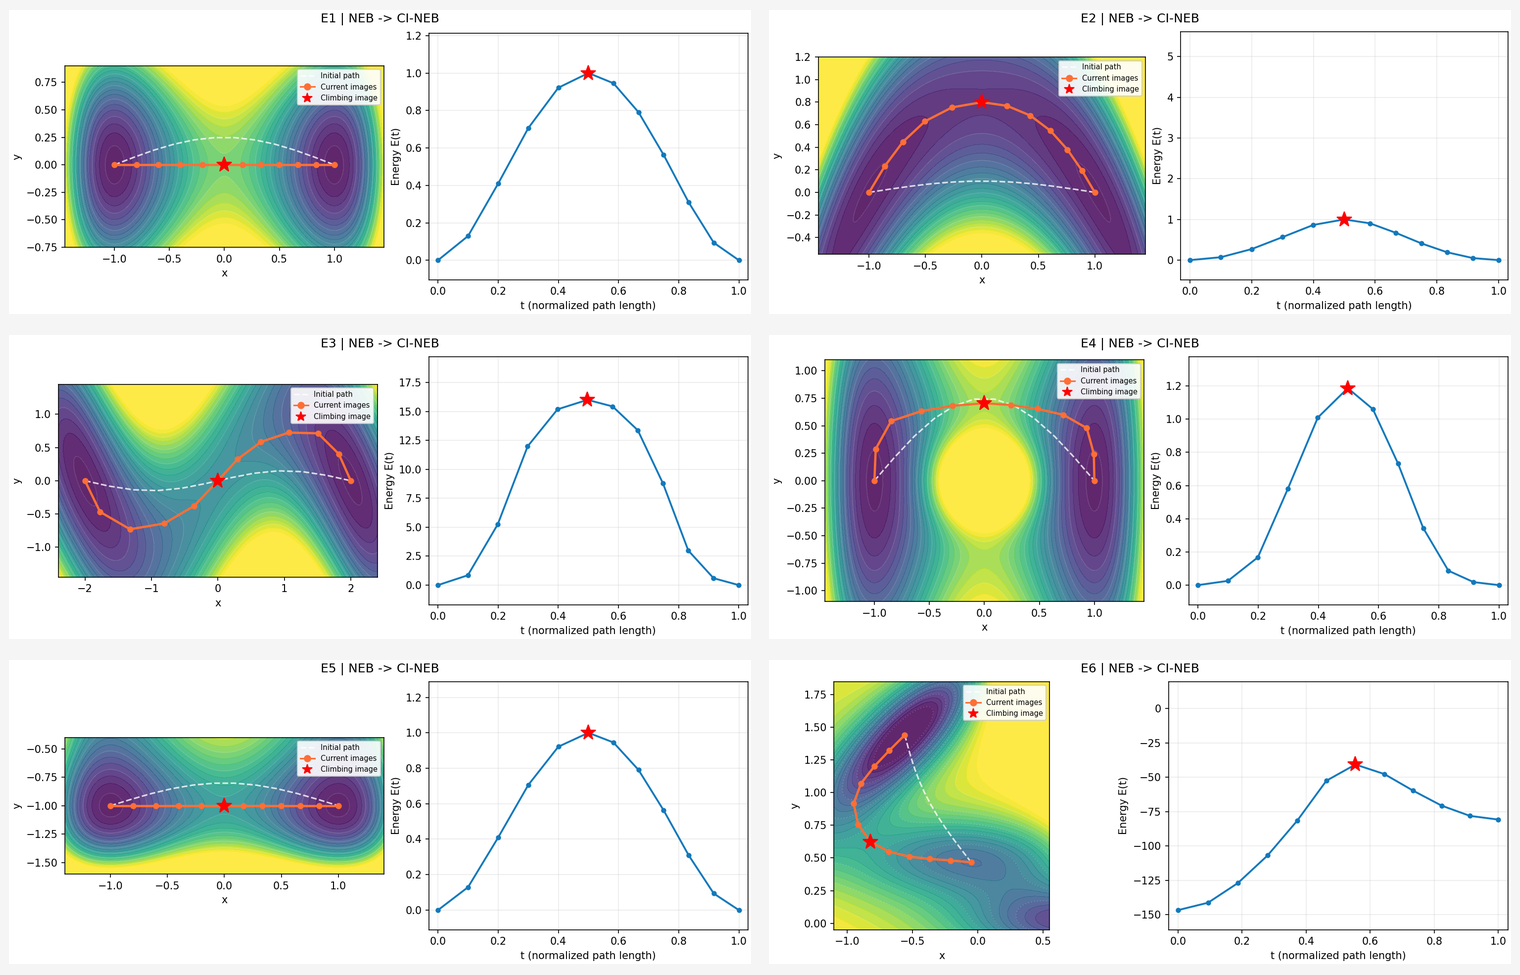 E1 | NEB -> CI-NEB
Initial path
Current images
Climbing image
0.75
0.50
0.25
0.00
−0.25
−0.50
−0.75
y
−1.0 −0.5 0.0 0.5 1.0
x
1.2
1.0
0.8
0.6
0.4
0.2
0.0
Energy E(t)
0.0 0.2 0.4 0.6 0.8 1.0
t (normalized path length)
E2 | NEB -> CI-NEB
Initial path
Current images
Climbing image
1.2
1.0
0.8
0.6
0.4
0.2
0.0
−0.2
−0.4
y
−1.0 −0.5 0.0 0.5 1.0
x
5
4
3
2
1
0
Energy E(t)
0.0 0.2 0.4 0.6 0.8 1.0
t (normalized path length)
E3 | NEB -> CI-NEB
Initial path
Current images
Climbing image
1.0
0.5
0.0
−0.5
−1.0
y
−2 −1 0 1 2
x
17.5
15.0
12.5
10.0
7.5
5.0
2.5
0.0
Energy E(t)
0.0 0.2 0.4 0.6 0.8 1.0
t (normalized path length)
E4 | NEB -> CI-NEB
Initial path
Current images
Climbing image
1.00
0.75
0.50
0.25
0.00
−0.25
−0.50
−0.75
−1.00
y
−1.0 −0.5 0.0 0.5 1.0
x
1.2
1.0
0.8
0.6
0.4
0.2
0.0
Energy E(t)
0.0 0.2 0.4 0.6 0.8 1.0
t (normalized path length)
E5 | NEB -> CI-NEB
Initial path
Current images
Climbing image
−0.50
−0.75
−1.00
−1.25
−1.50
y
−1.0 −0.5 0.0 0.5 1.0
x
1.2
1.0
0.8
0.6
0.4
0.2
0.0
Energy E(t)
0.0 0.2 0.4 0.6 0.8 1.0
t (normalized path length)
E6 | NEB -> CI-NEB
Initial path
Current images
Climbing image
1.75
1.50
1.25
1.00
0.75
0.50
0.25
0.00
y
−1.0 −0.5 0.0 0.5
x
0
−25
−50
−75
−100
−125
−150
Energy E(t)
0.0 0.2 0.4 0.6 0.8 1.0
t (normalized path length)